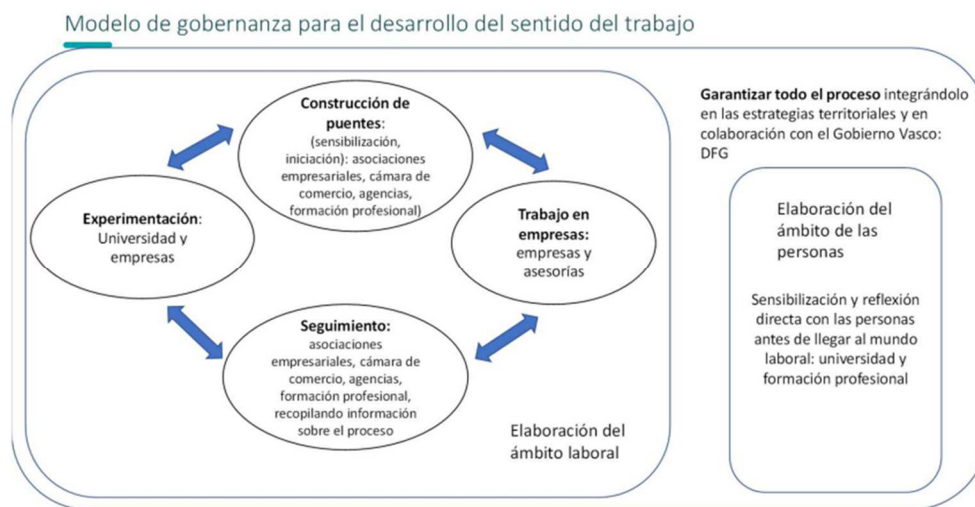 Modelo de gobernanza para el desarrollo del sentido del trabajo
Construcción de
puentes:
(sensibilización,
iniciación): asociaciones
empresariales, cámara de
comercio, agencias,
formación profesional)
Experimentación:
Universidad y
empresas
Trabajo en
empresas:
empresas y
asesorías
Seguimiento:
asociaciones
empresariales, cámara de
comercio, agencias,
formación profesional,
recopilando información
sobre el proceso
Elaboración del
ámbito laboral
Garantizar todo el proceso integrándolo
en las estrategias territoriales y en
colaboración con el Gobierno Vasco:
DFG
Elaboración del
ámbito de las
personas
Sensibilización y reflexión
directa con las personas
antes de llegar al mundo
laboral: universidad y
formación profesional